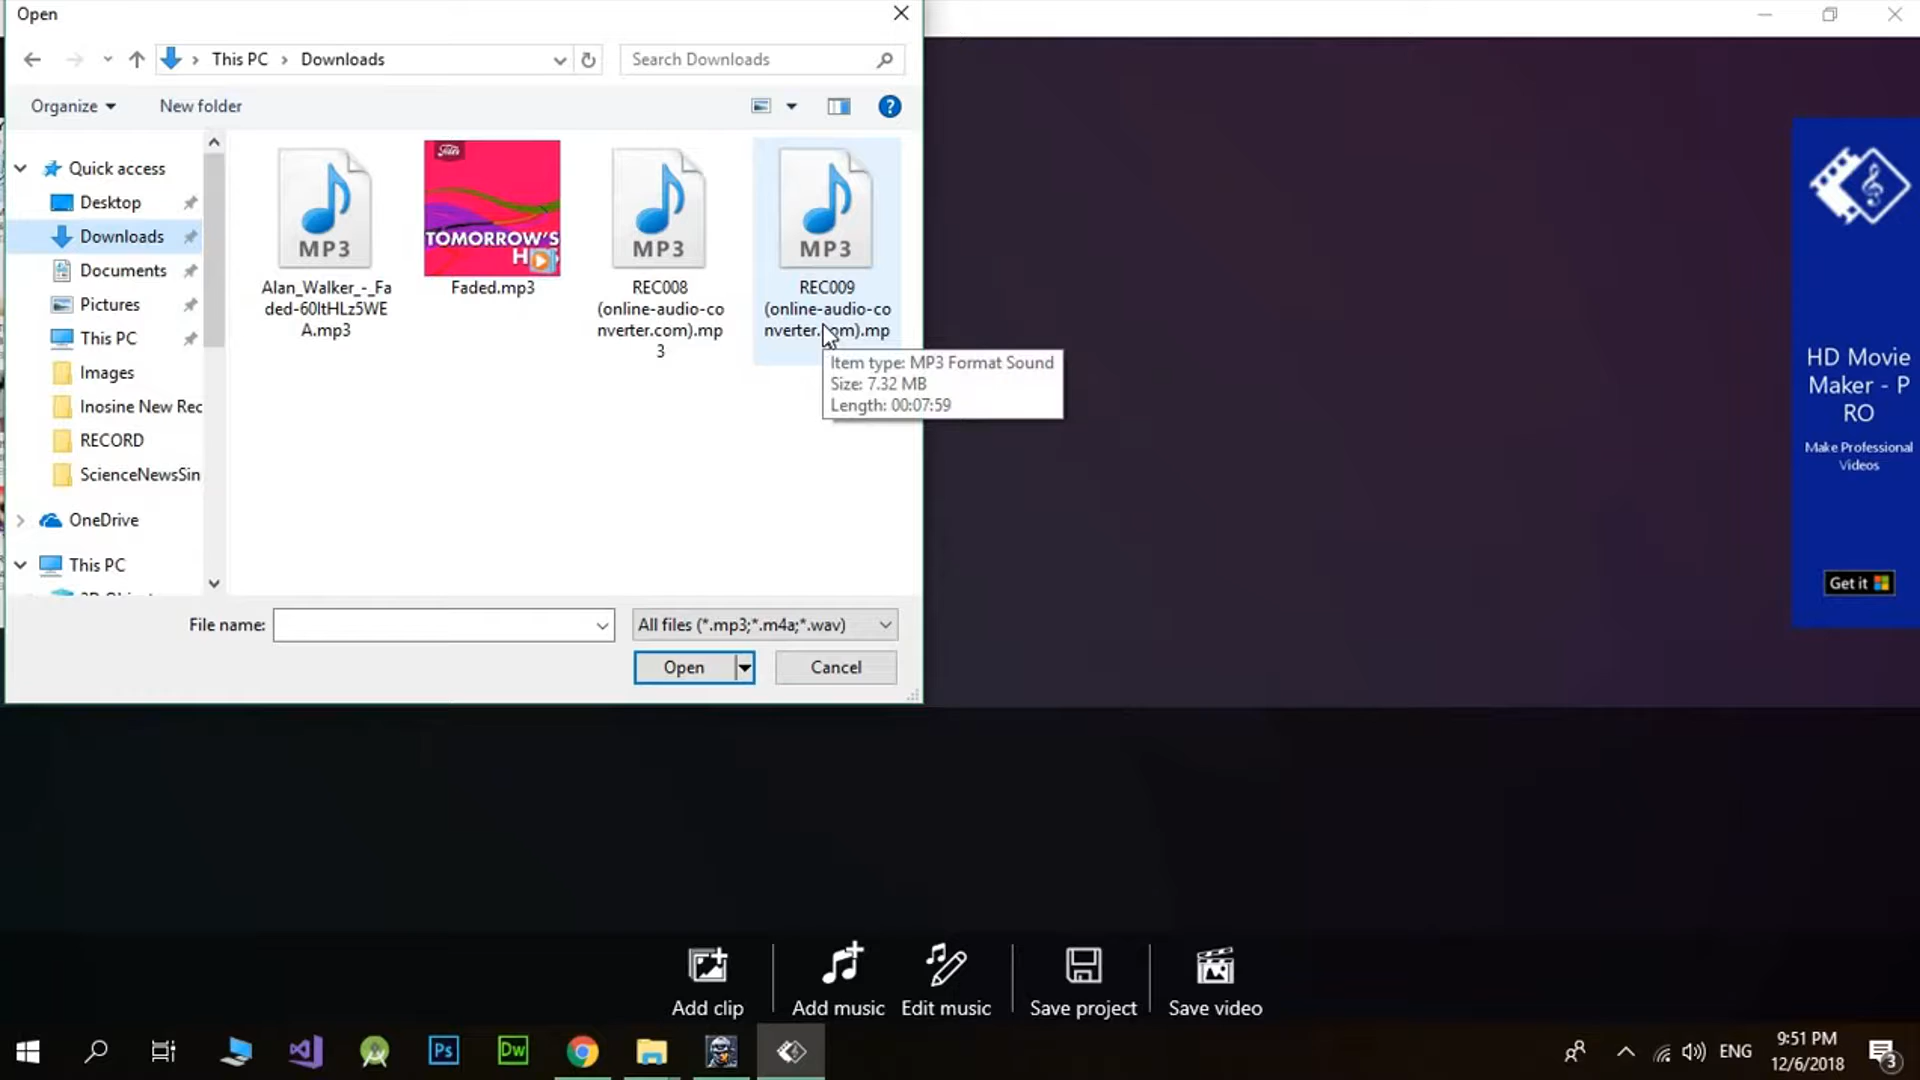 Open
This PC
Downloads
Search Downloads
Organize
New folder
Quick access
Desktop
Downloads
Documents
Pictures
This PC
Images
Inosine New Rec
RECORD
ScienceNewsSin
OneDrive
This PC
MP3
Alan_Walker_-_Fa
ded-60ItHLz5WE
A.mp3
TOMORROW'S
Faded.mp3
MP3
REC008
(online-audio-co
nverter.com).mp
3
MP3
REC009
(online-audio-co
nverter.com).mp
Item type: MP3 Format Sound
Size: 7.32 MB
Length: 00:07:59
File name:
All files (*.mp3;*.m4a;*.wav)
Open
Cancel
HD Movie
Maker - P
RO
Make Professional
Videos
Get it
Add clip
Add music
Edit music
Save project
Save video
Ps
Dw
ENG
9:51 PM
12/6/2018
3